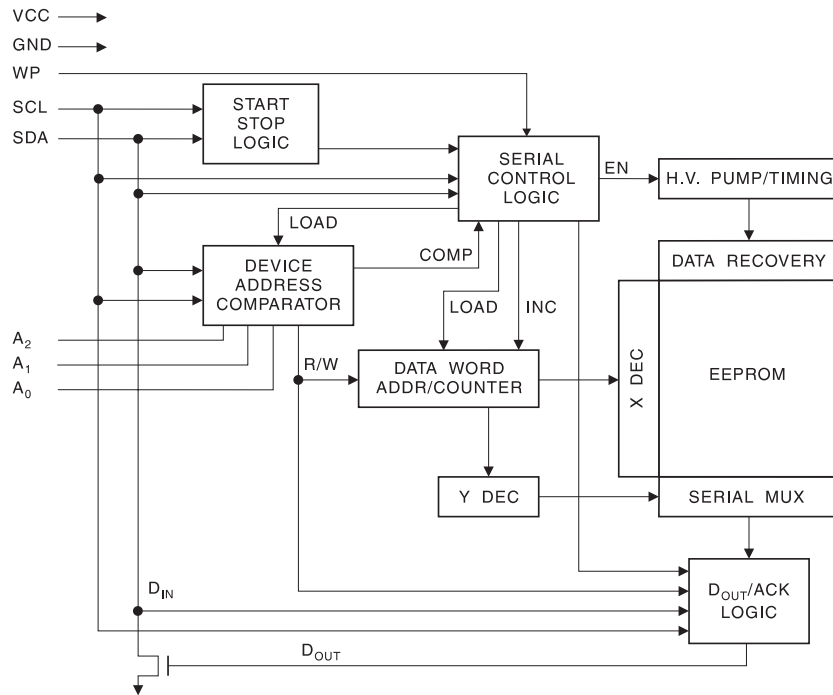 VCC
GND
WP
SCL
SDA
START
STOP
LOGIC
SERIAL
CONTROL
LOGIC
EN
H.V. PUMP/TIMING
LOAD
COMP
DEVICE
ADDRESS
COMPARATOR
DATA RECOVERY
LOAD
INC
A2
A1
A0
R/W
DATA WORD
ADDR/COUNTER
X DEC
EEPROM
Y DEC
SERIAL MUX
DIN
DOUT/ACK
LOGIC
DOUT